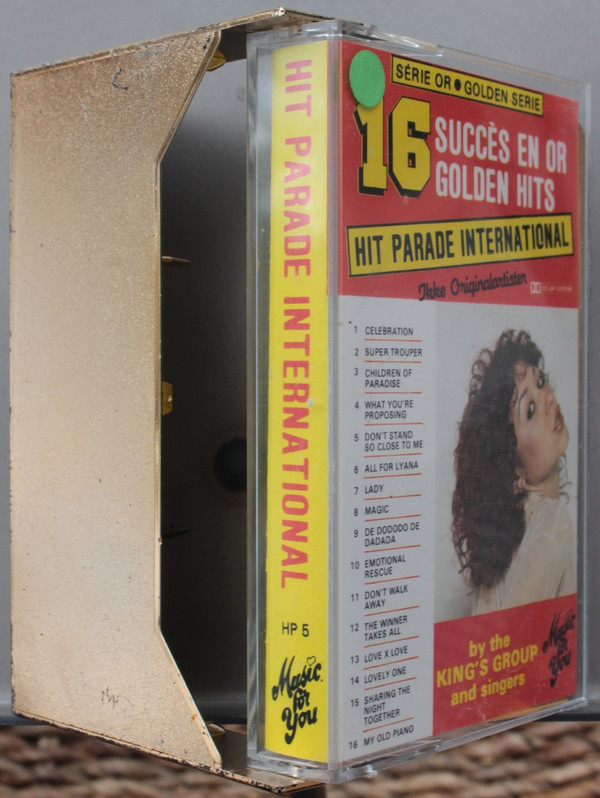 HIT PARADE INTERNATIONAL
HP 5
Music
for
You
SÉRIE OR ● GOLDEN SERIE
16 SUCCÈS EN OR
GOLDEN HITS
HIT PARADE INTERNATIONAL
Ikke Originalartister
1 CELEBRATION
2 SUPER TROUPER
3 CHILDREN OF
PARADISE
4 WHAT YOU'RE
PROPOSING
5 DON'T STAND
SO CLOSE TO ME
6 ALL FOR LYANA
7 LADY
8 MAGIC
9 DE DODODO DE
DADADA
10 EMOTIONAL
RESCUE
11 DON'T WALK
AWAY
12 THE WINNER
TAKES ALL
13 LOVE X LOVE
14 LOVELY ONE
15 SHARING THE
NIGHT
TOGETHER
16 MY OLD PIANO
by the
KING'S GROUP
and singers
Music
for
You